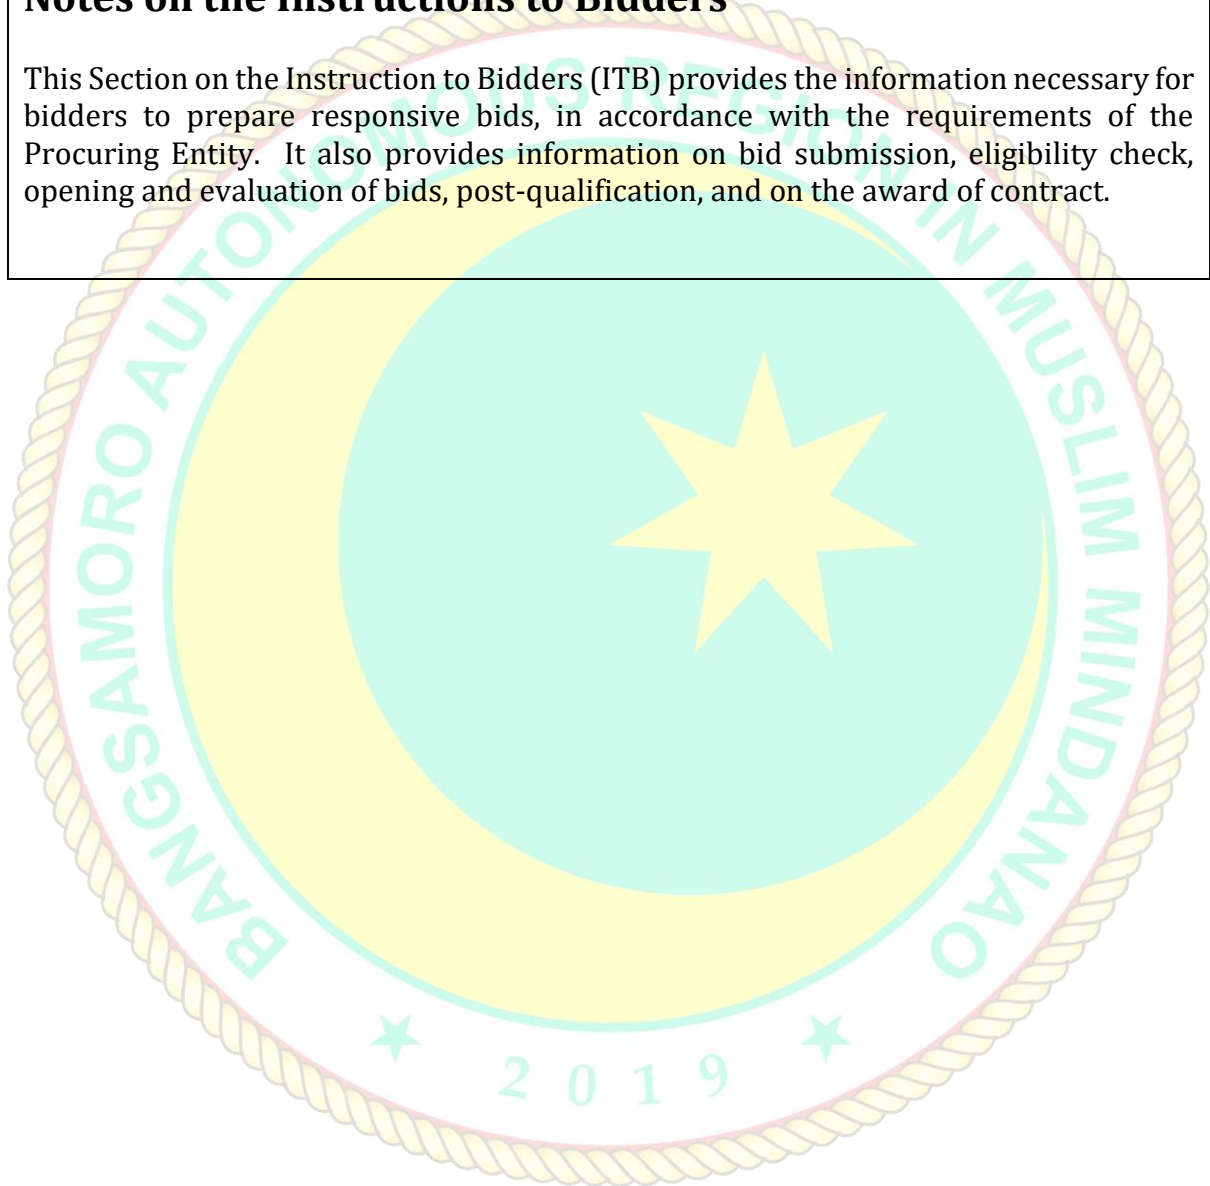 Notes on the Instructions to Bidders
This Section on the Instruction to Bidders (ITB) provides the information necessary for
bidders to prepare responsive bids, in accordance with the requirements of the
Procuring Entity. It also provides information on bid submission, eligibility check,
opening and evaluation of bids, post-qualification, and on the award of contract.
BANGSAMORO AUTONOMOUS REGION IN MUSLIM MINDANAO
2019